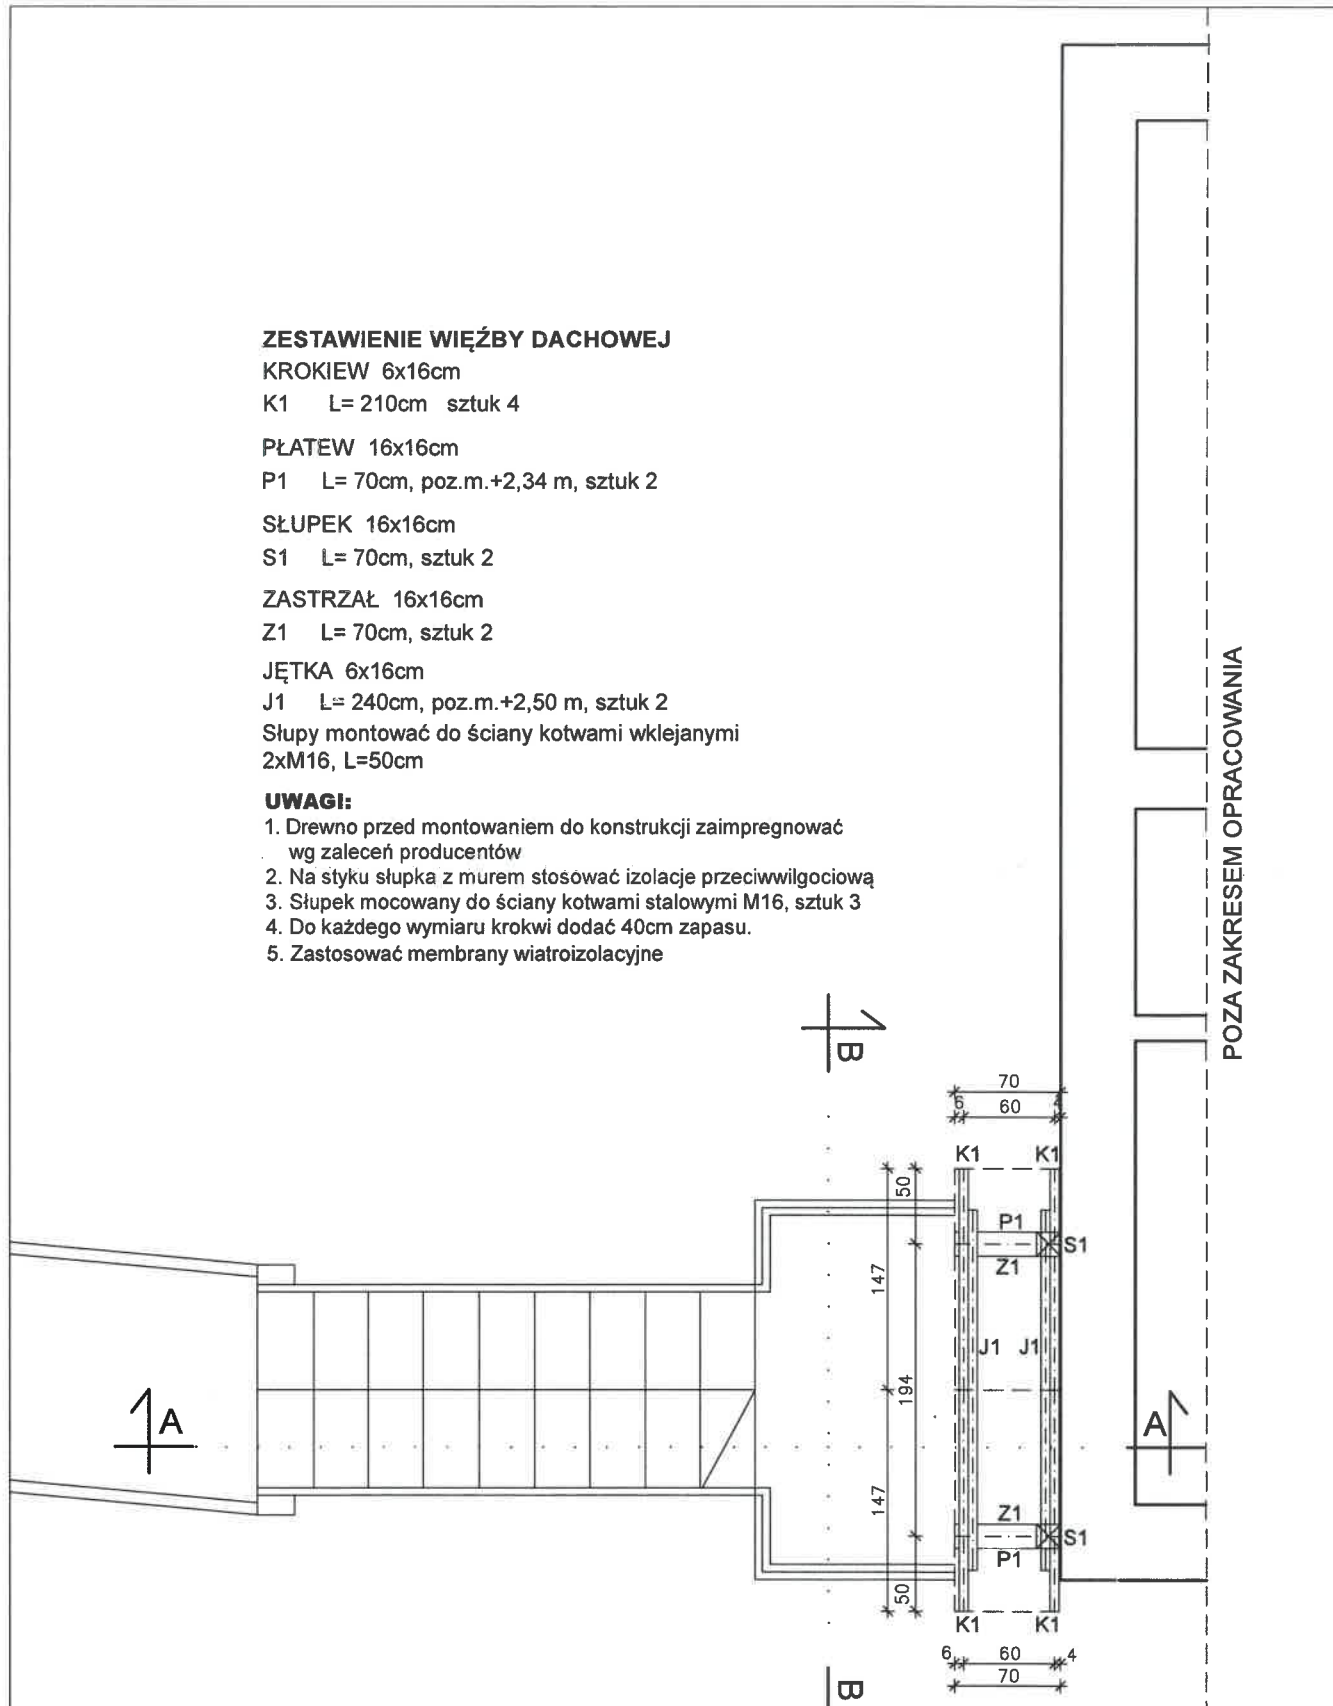 ZESTAWIENIE WIĘŹBY DACHOWEJ
KROKIEW 6x16cm
K1 L= 210cm sztuk 4
PŁATEW 16x16cm
P1 L= 70cm, poz.m.+2,34 m, sztuk 2
SŁUPEK 16x16cm
S1 L= 70cm, sztuk 2
ZASTRZAŁ 16x16cm
Z1 L= 70cm, sztuk 2
JĘTKA 6x16cm
J1 L= 240cm, poz.m.+2,50 m, sztuk 2
Słupy montować do ściany kotwami wklejanymi
2xM16, L=50cm
UWAGI:
1. Drewno przed montowaniem do konstrukcji zaimpregnować
wg zaleceń producentów
2. Na styku słupka z murem stosować izolacje przeciwwilgociową
3. Słupek mocowany do ściany kotwami stalowymi M16, sztuk 3
4. Do każdego wymiaru krokwi dodać 40cm zapasu.
5. Zastosować membrany wiatroizolacyjne
POZA ZAKRESEM OPRACOWANIA
B
70
6 60
K1 K1
50
P1
S1
Z1
147
J1 J1
194
A
A
147
Z1
S1
P1
50
K1 K1
6 60 4
70
B